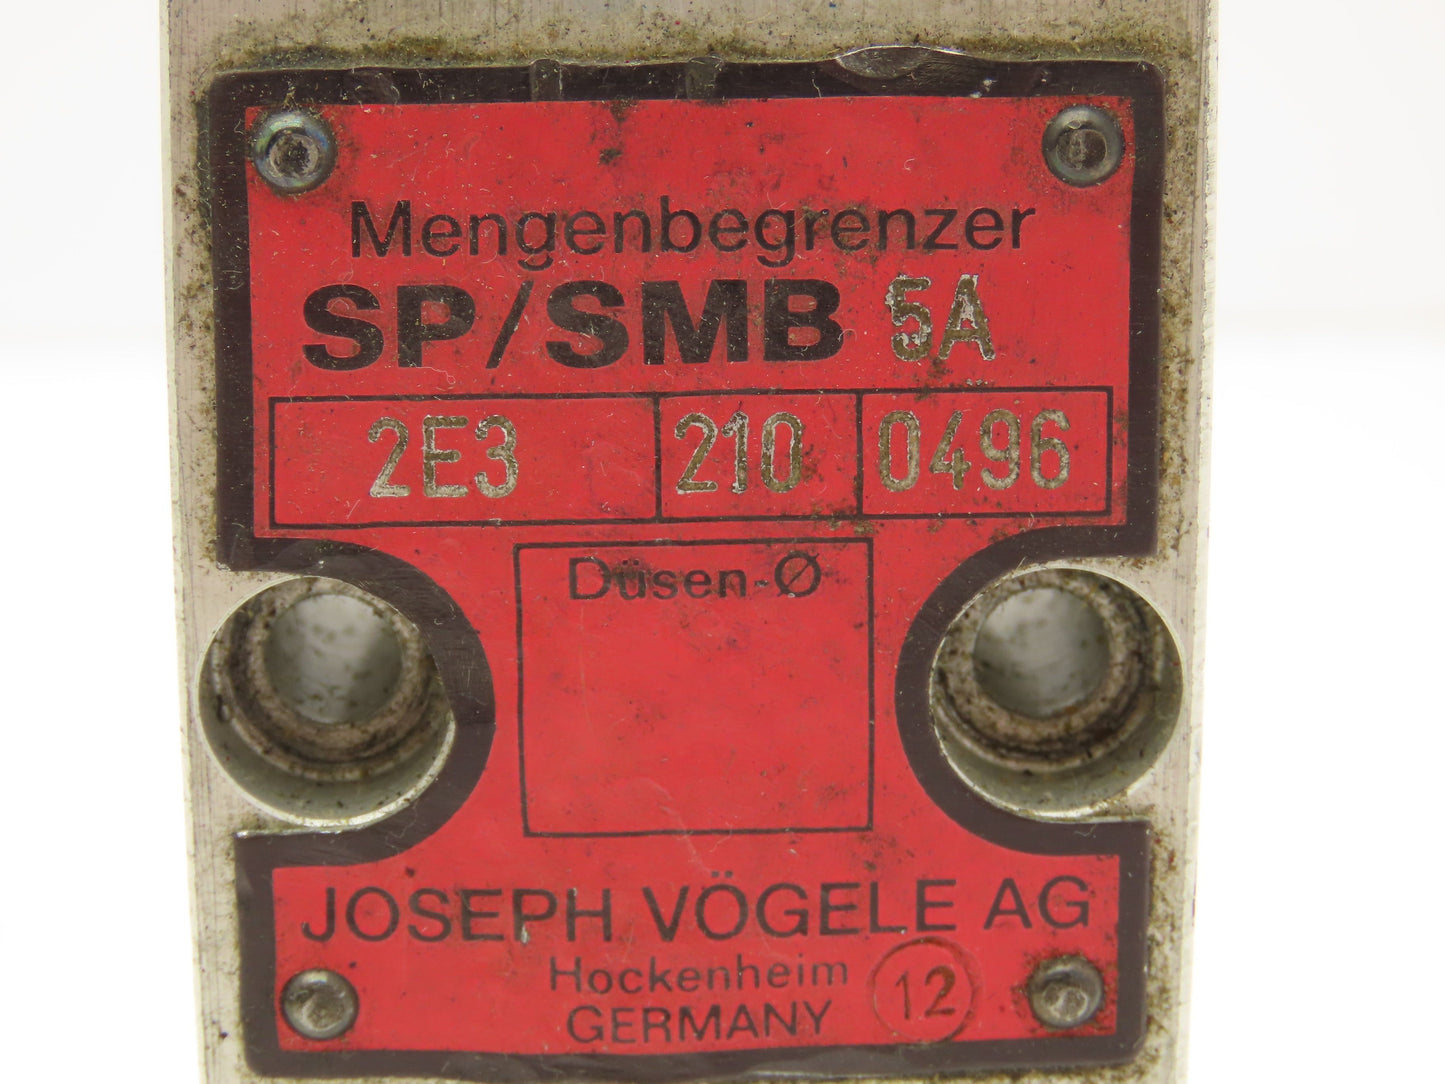 Mengenbegrenzer
SP/SMB 5A
2E3 210 0496
Düsen-Ø
JOSEPH VÖGELE AG
Hockenheim
GERMANY 12